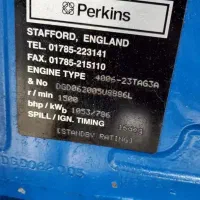 Perkins
STAFFORD, ENGLAND
TEL. 01785-223141
FAX. 01785-215110
ENGINE TYPE 4006-23TAG3A
& No
r / min 1500
bhp / kWb 1053/786
SPILL / IGN. TIMING
[STANDBY RATING]